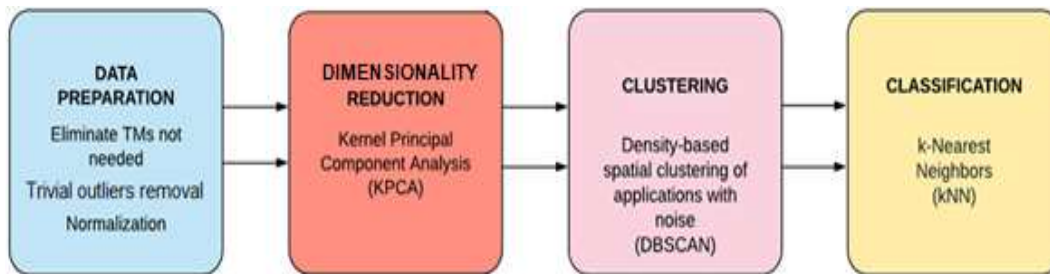 DATA
PREPARATION
Eliminate TMs not
needed
Trivial outliers removal
Normalization
DIMENSIONALITY
REDUCTION
Kernel Principal
Component Analysis
(KPCA)
CLUSTERING
Density-based
spatial clustering of
applications with
noise
(DBSCAN)
CLASSIFICATION
k-Nearest
Neighbors
(kNN)